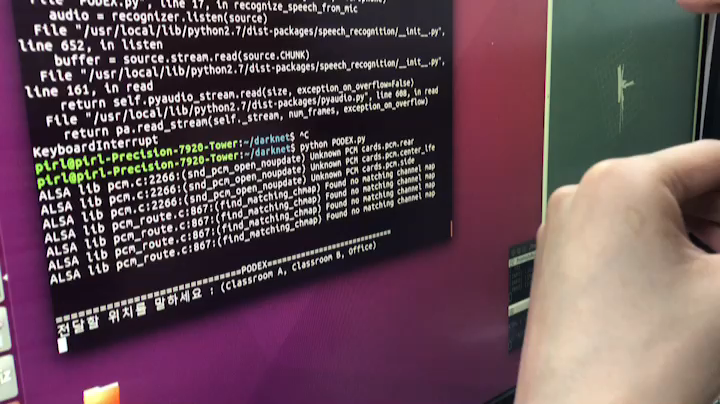 File "PODEX.py", line 17, in recognize_speech_from_mic
audio = recognizer.listen(source)
File "/usr/local/lib/python2.7/dist-packages/speech_recognition/__init__.py",
line 652, in listen
buffer = source.stream.read(source.CHUNK)
File "/usr/local/lib/python2.7/dist-packages/speech_recognition/__init__.py",
line 161, in read
return self.pyaudio_stream.read(size, exception_on_overflow=False)
File "/usr/local/lib/python2.7/dist-packages/pyaudio.py", line 608, in read
return pa.read_stream(self._stream, num_frames, exception_on_overflow)
KeyboardInterrupt
pirl@pirl-Precision-7920-Tower:~/darknet$ ^C
pirl@pirl-Precision-7920-Tower:~/darknet$ python PODEX.py
ALSA lib pcm.c:2266:(snd_pcm_open_noupdate) Unknown PCM cards.pcm.rear
ALSA lib pcm.c:2266:(snd_pcm_open_noupdate) Unknown PCM cards.pcm.center_lfe
ALSA lib pcm.c:2266:(snd_pcm_open_noupdate) Unknown PCM cards.pcm.side
ALSA lib pcm_route.c:867:(find_matching_chmap) Found no matching channel map
ALSA lib pcm_route.c:867:(find_matching_chmap) Found no matching channel map
ALSA lib pcm_route.c:867:(find_matching_chmap) Found no matching channel map
ALSA lib pcm_route.c:867:(find_matching_chmap) Found no matching channel map
==============================PODEX==============================
전달할 위치를 말하세요 : (Classroom A, Classroom B, Office)